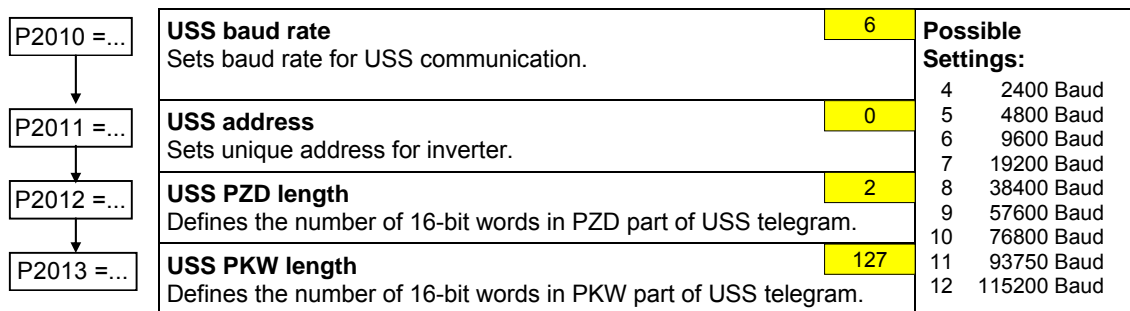 P2010 =...
USS baud rate 6
Sets baud rate for USS communication.
P2011 =...
USS address 0
Sets unique address for inverter.
P2012 =...
USS PZD length 2
Defines the number of 16-bit words in PZD part of USS telegram.
P2013 =...
USS PKW length 127
Defines the number of 16-bit words in PKW part of USS telegram.
Possible
Settings:
4 2400 Baud
5 4800 Baud
6 9600 Baud
7 19200 Baud
8 38400 Baud
9 57600 Baud
10 76800 Baud
11 93750 Baud
12 115200 Baud